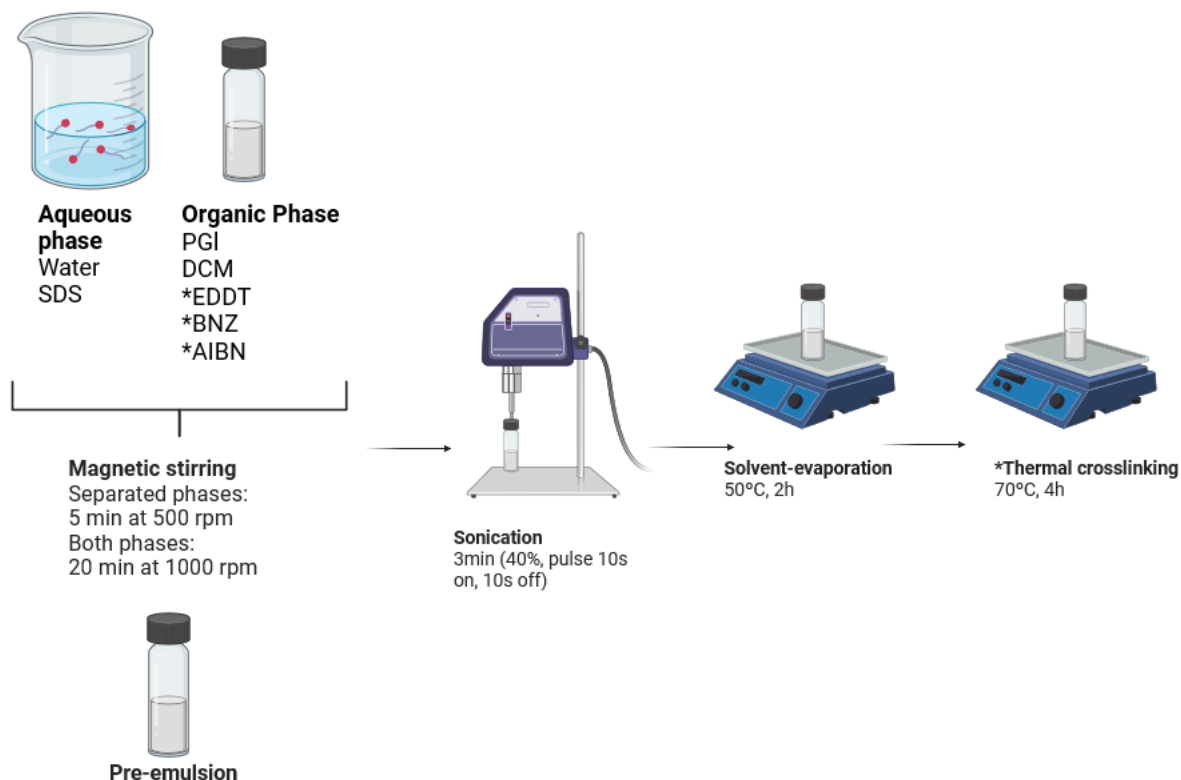 Aqueous
phase
Water
SDS
Organic Phase
PGl
DCM
*EDDT
*BNZ
*AIBN
Magnetic stirring
Separated phases:
5 min at 500 rpm
Both phases:
20 min at 1000 rpm
Pre-emulsion
Sonication
3min (40%, pulse 10s
on, 10s off)
Solvent-evaporation
50ºC, 2h
*Thermal crosslinking
70ºC, 4h